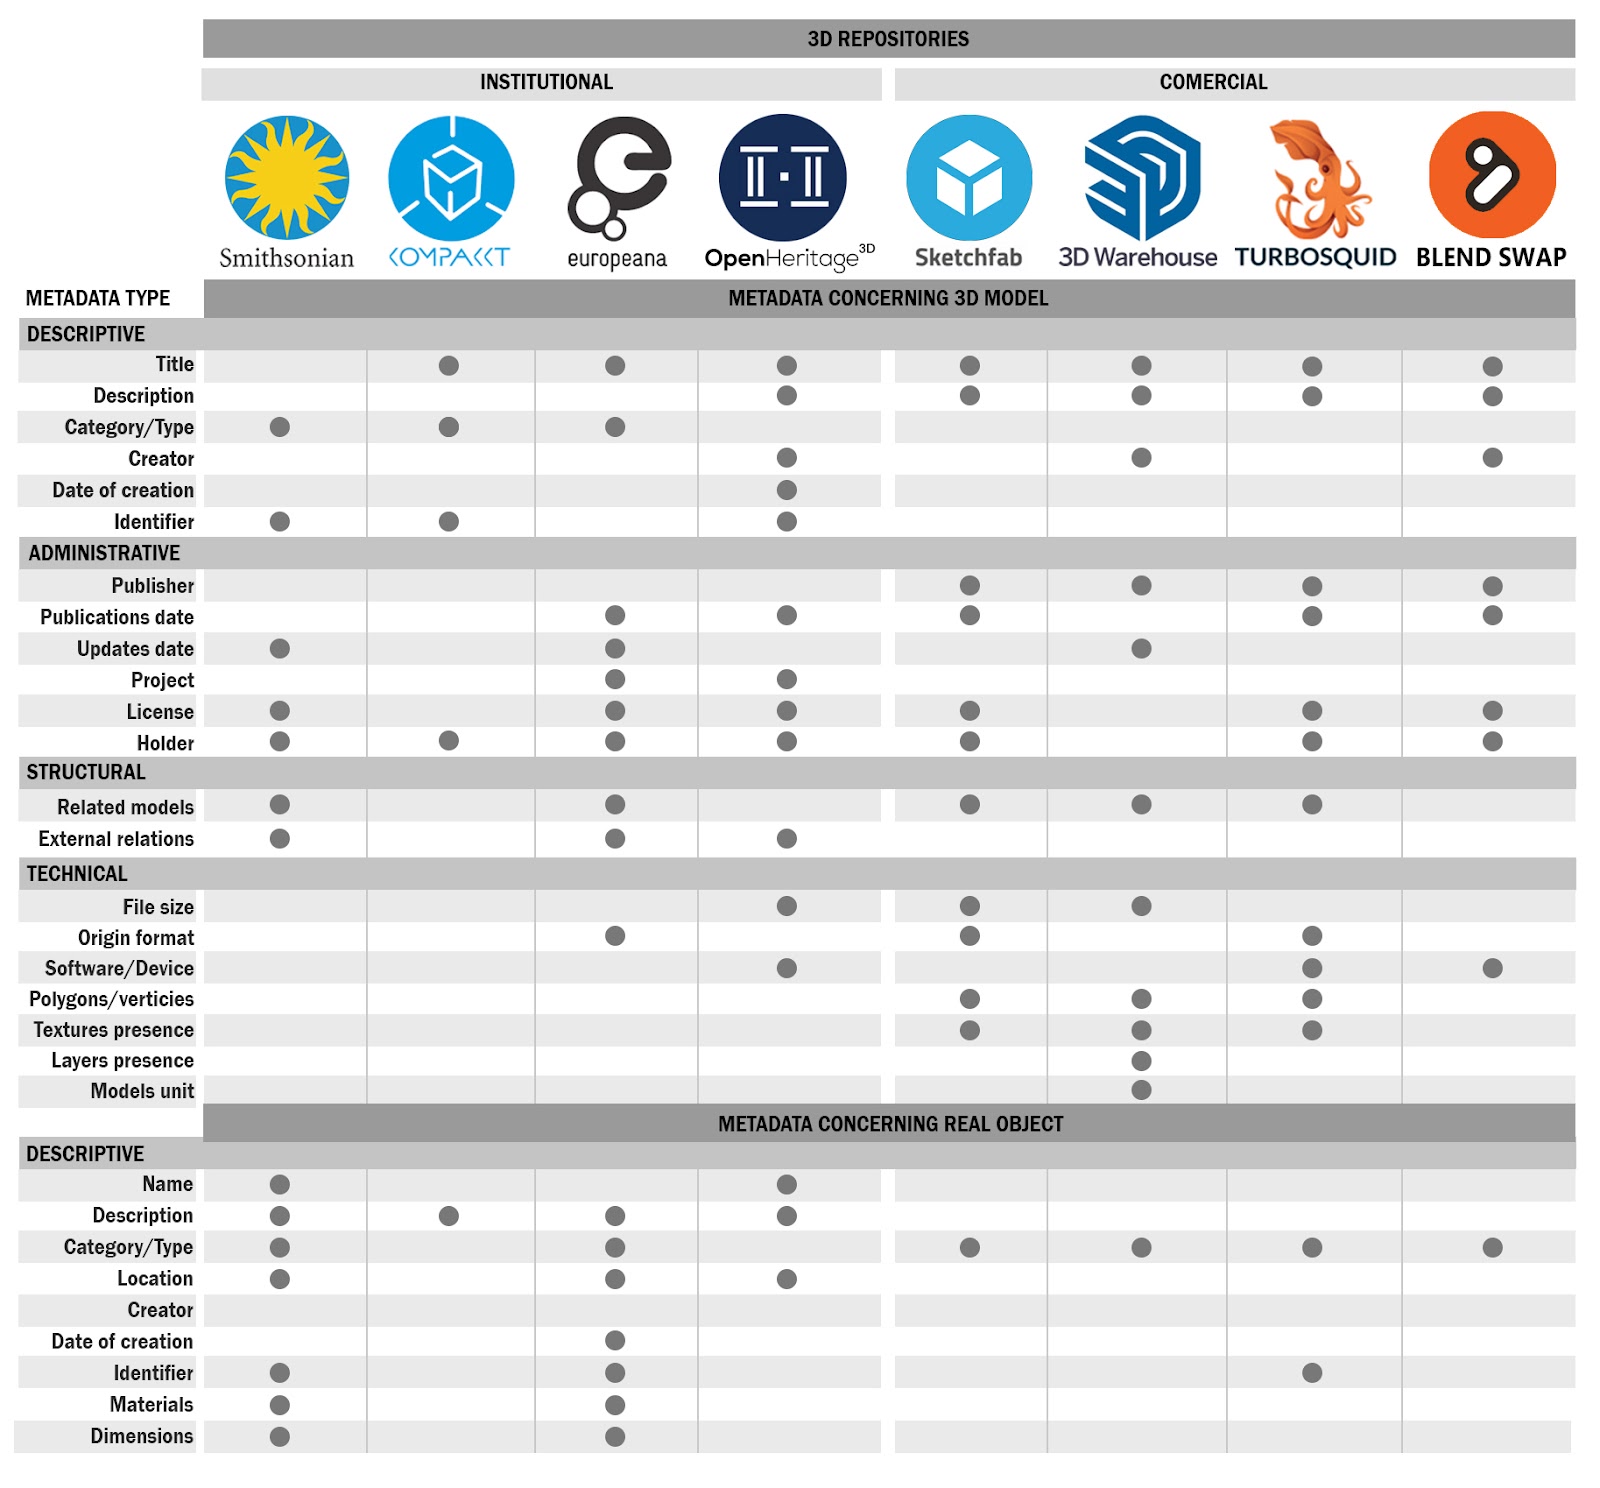 3D REPOSITORIES
INSTITUTIONAL COMERCIAL
Smithsonian KOMPAKKT europeana OpenHeritage3D Sketchfab 3D Warehouse TURBOSQUID BLEND SWAP
METADATA TYPE METADATA CONCERNING 3D MODEL
DESCRIPTIVE
Title
Description
Category/Type
Creator
Date of creation
Identifier
ADMINISTRATIVE
Publisher
Publications date
Updates date
Project
License
Holder
STRUCTURAL
Related models
External relations
TECHNICAL
File size
Origin format
Software/Device
Polygons/verticies
Textures presence
Layers presence
Models unit
METADATA CONCERNING REAL OBJECT
DESCRIPTIVE
Name
Description
Category/Type
Location
Creator
Date of creation
Identifier
Materials
Dimensions